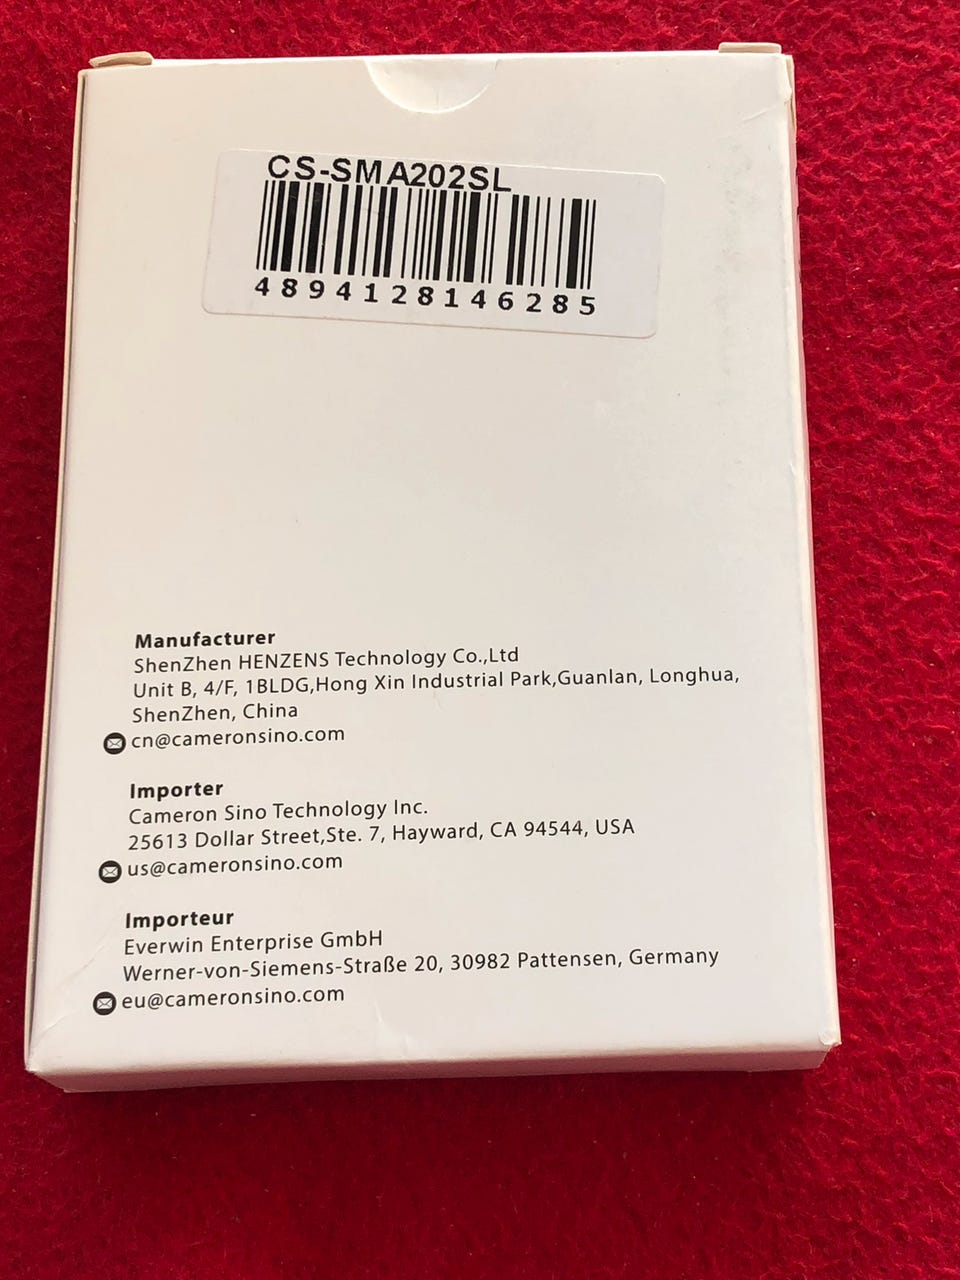 CS-SMA202SL
4894128146285
Manufacturer
ShenZhen HENZENS Technology Co.,Ltd
Unit B, 4/F, 1BLDG,Hong Xin Industrial Park,Guanlan, Longhua,
ShenZhen, China
cn@cameronsino.com
Importer
Cameron Sino Technology Inc.
25613 Dollar Street,Ste. 7, Hayward, CA 94544, USA
us@cameronsino.com
Importeur
Everwin Enterprise GmbH
Werner-von-Siemens-Straße 20, 30982 Pattensen, Germany
eu@cameronsino.com